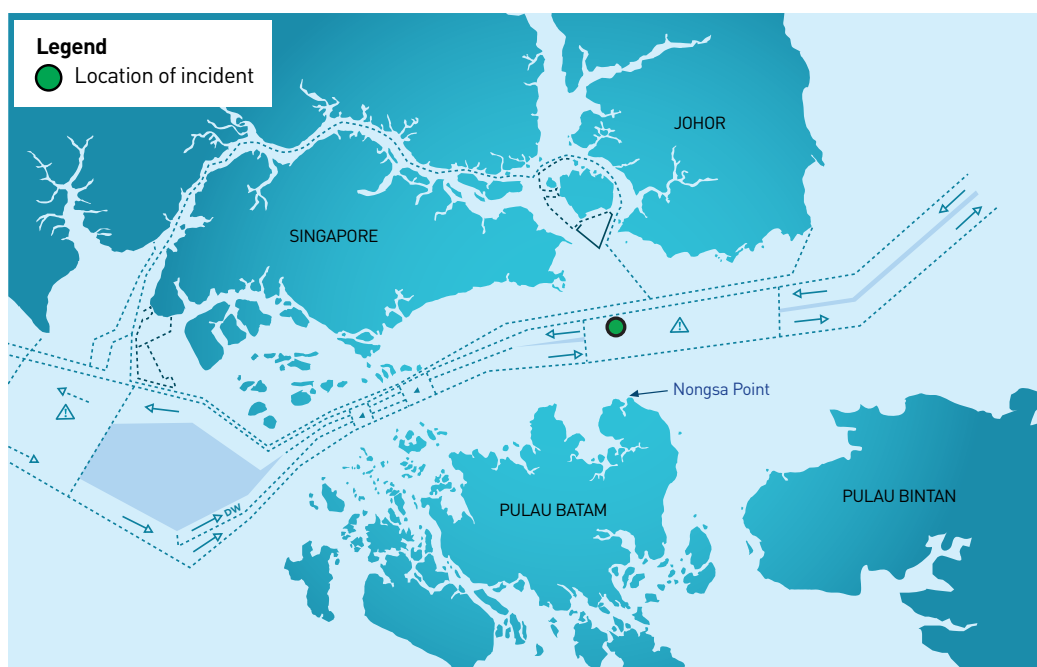 Legend
Location of incident
JOHOR
SINGAPORE
Nongsa Point
PULAU BATAM
PULAU BINTAN
DW